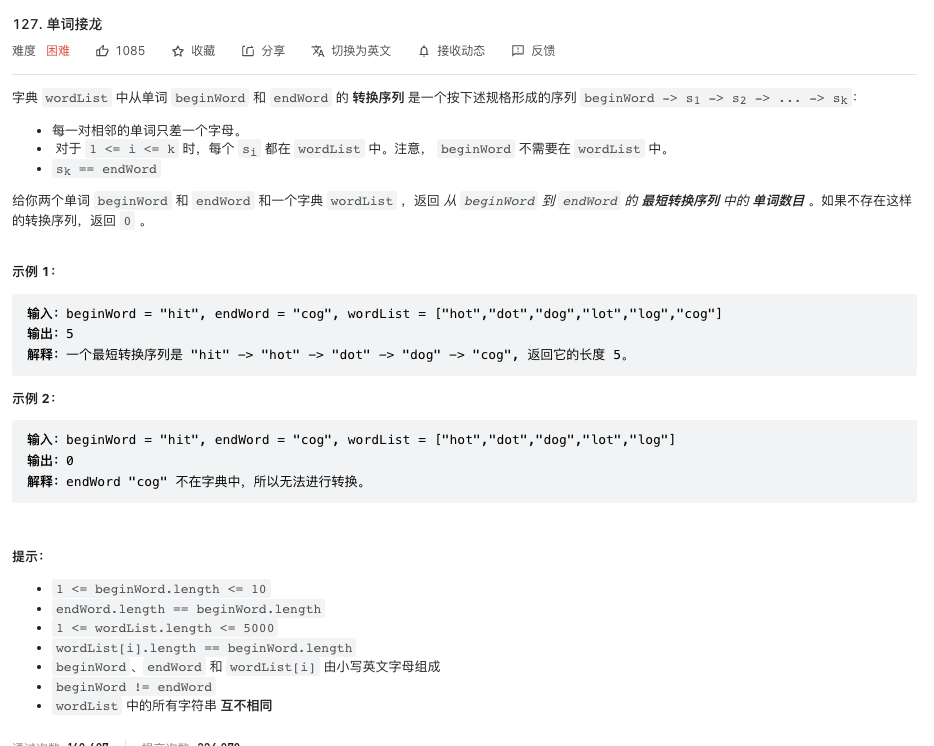 127. 单词接龙
难度 困难 1085 收藏 分享 切换为英文 接收动态 反馈
字典 wordList 中从单词 beginWord 和 endWord 的 转换序列 是一个按下述规格形成的序列 beginWord -> s1 -> s2 -> ... -> sk：
• 每一对相邻的单词只差一个字母。
• 对于 1 <= i <= k 时，每个 si 都在 wordList 中。注意， beginWord 不需要在 wordList 中。
• sk == endWord
给你两个单词 beginWord 和 endWord 和一个字典 wordList ，返回 从 beginWord 到 endWord 的 最短转换序列 中的 单词数目 。如果不存在这样
的转换序列，返回 0 。
示例 1：
输入：beginWord = "hit", endWord = "cog", wordList = ["hot","dot","dog","lot","log","cog"]
输出：5
解释：一个最短转换序列是 "hit" -> "hot" -> "dot" -> "dog" -> "cog", 返回它的长度 5。
示例 2：
输入：beginWord = "hit", endWord = "cog", wordList = ["hot","dot","dog","lot","log"]
输出：0
解释：endWord "cog" 不在字典中，所以无法进行转换。
提示：
• 1 <= beginWord.length <= 10
• endWord.length == beginWord.length
• 1 <= wordList.length <= 5000
• wordList[i].length == beginWord.length
• beginWord、endWord 和 wordList[i] 由小写英文字母组成
• beginWord != endWord
• wordList 中的所有字符串 互不相同